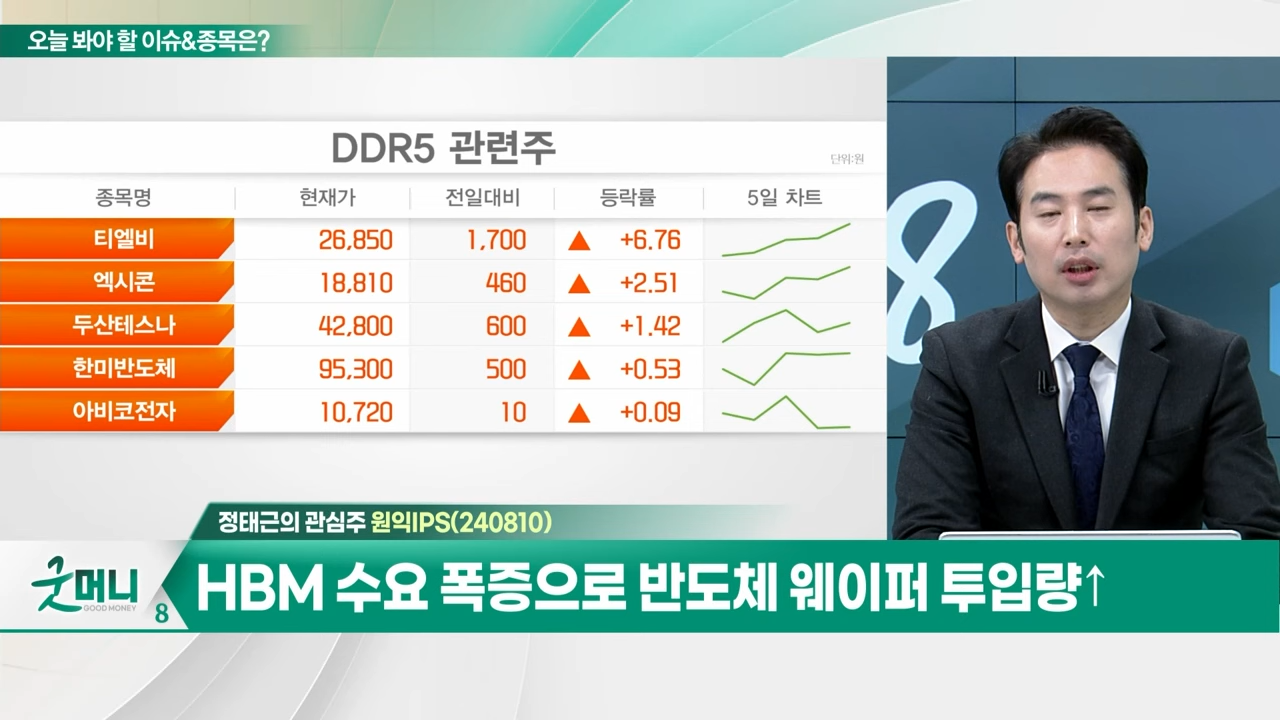 오늘 봐야 할 이슈&종목은?
DDR5 관련주
단위:원
종목명 현재가 전일대비 등락률 5일 차트
티엘비 26,850 1,700 ▲ +6.76
엑시콘 18,810 460 ▲ +2.51
두산테스나 42,800 600 ▲ +1.42
한미반도체 95,300 500 ▲ +0.53
아비코전자 10,720 10 ▲ +0.09
8
정태근의 관심주 원익IPS(240810)
굿머니
GOOD MONEY
8
HBM 수요 폭증으로 반도체 웨이퍼 투입량↑